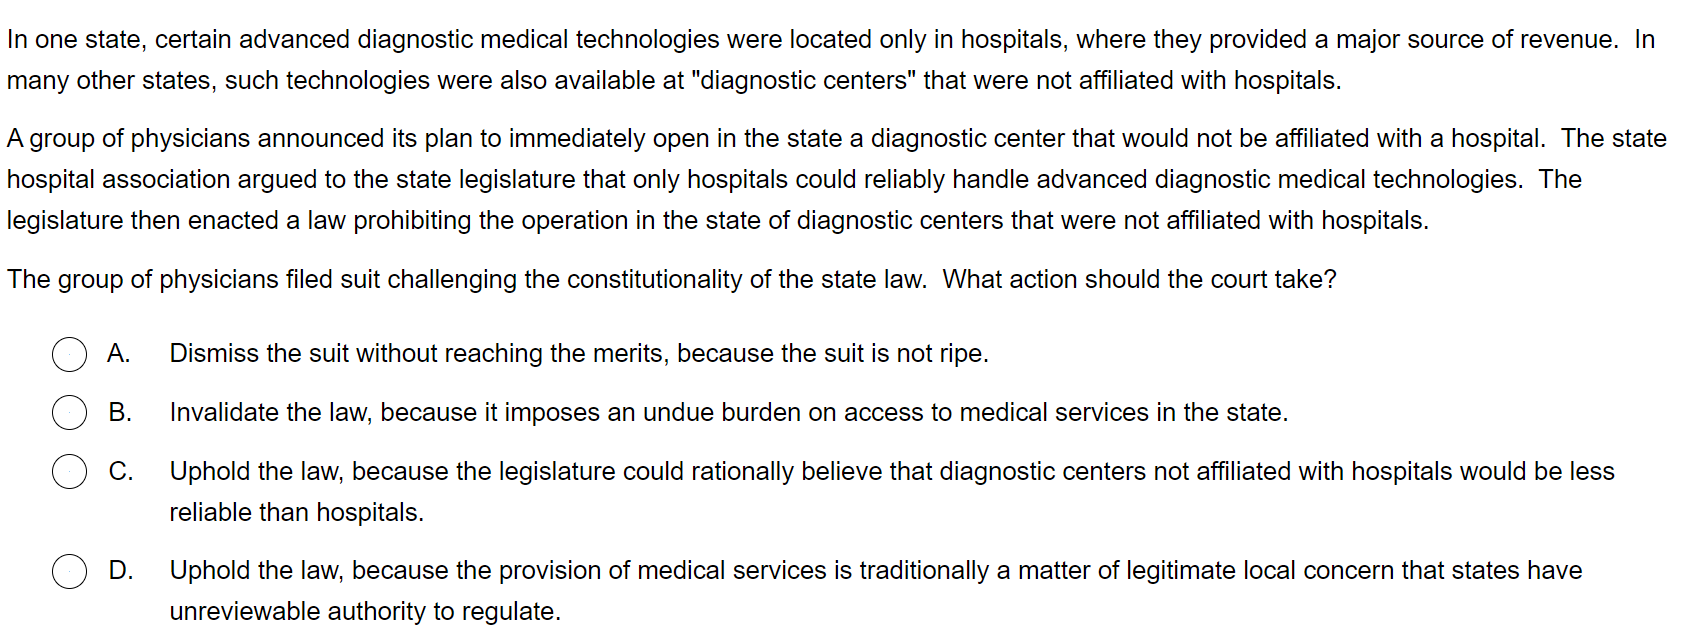 In one state, certain advanced diagnostic medical technologies were located only in hospitals, where they provided a major source of revenue.  In
many other states, such technologies were also available at "diagnostic centers" that were not affiliated with hospitals.
A group of physicians announced its plan to immediately open in the state a diagnostic center that would not be affiliated with a hospital.  The state
hospital association argued to the state legislature that only hospitals could reliably handle advanced diagnostic medical technologies.  The
legislature then enacted a law prohibiting the operation in the state of diagnostic centers that were not affiliated with hospitals.
The group of physicians filed suit challenging the constitutionality of the state law.  What action should the court take?
A. Dismiss the suit without reaching the merits, because the suit is not ripe.
B. Invalidate the law, because it imposes an undue burden on access to medical services in the state.
C. Uphold the law, because the legislature could rationally believe that diagnostic centers not affiliated with hospitals would be less
reliable than hospitals.
D. Uphold the law, because the provision of medical services is traditionally a matter of legitimate local concern that states have
unreviewable authority to regulate.